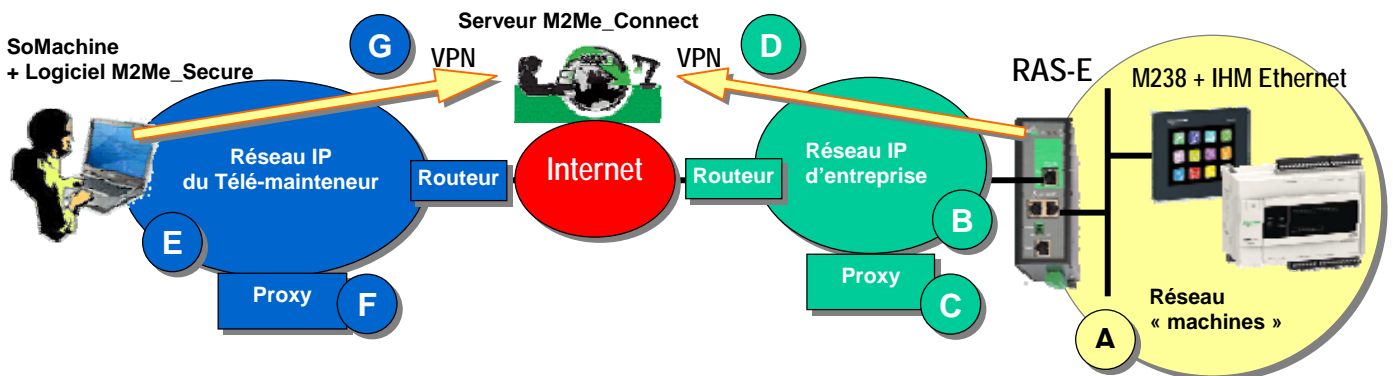 Serveur M2Me_Connect
SoMachine
+ Logiciel M2Me_Secure
G
VPN
VPN
D
RAS-E
M238 + IHM Ethernet
Réseau IP
du Télé-mainteneur
Routeur
Internet
Routeur
Réseau IP
d'entreprise
B
E
Proxy
F
Proxy
C
Réseau
« machines »
A